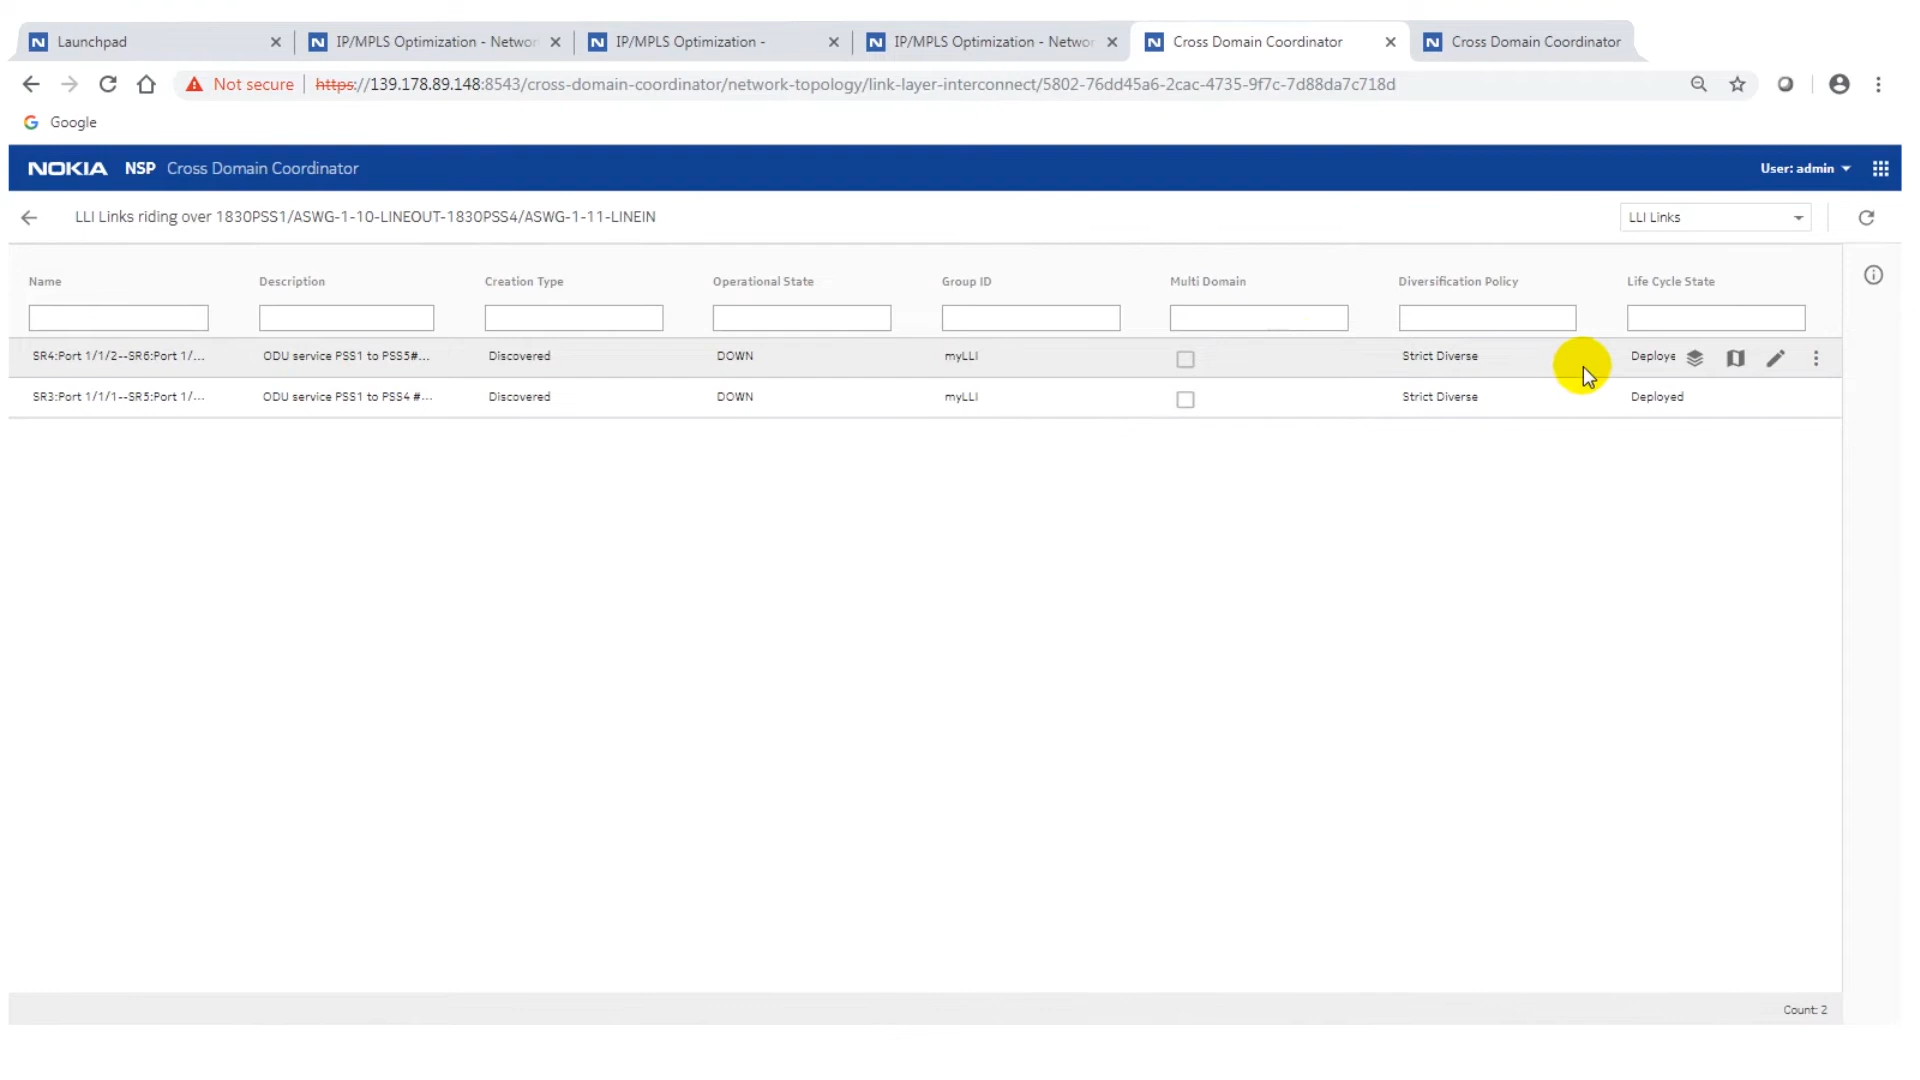 Launchpad
IP/MPLS Optimization - Networ
IP/MPLS Optimization -
IP/MPLS Optimization - Networ
Cross Domain Coordinator
Cross Domain Coordinator
Not secure
https://139.178.89.148:8543/cross-domain-coordinator/network-topology/link-layer-interconnect/5802-76dd45a6-2cac-4735-9f7c-7d88da7c718d
Google
NOKIA NSP Cross Domain Coordinator
User: admin
LLI Links riding over 1830PSS1/ASWG-1-10-LINEOUT-1830PSS4/ASWG-1-11-LINEIN
LLI Links
Name Description Creation Type Operational State Group ID Multi Domain Diversification Policy Life Cycle State
SR4:Port 1/1/2--SR6:Port 1/... ODU service PSS1 to PSS5#... Discovered DOWN myLLI Strict Diverse Deploye
SR3:Port 1/1/1--SR5:Port 1/... ODU service PSS1 to PSS4 #... Discovered DOWN myLLI Strict Diverse Deployed
Count: 2